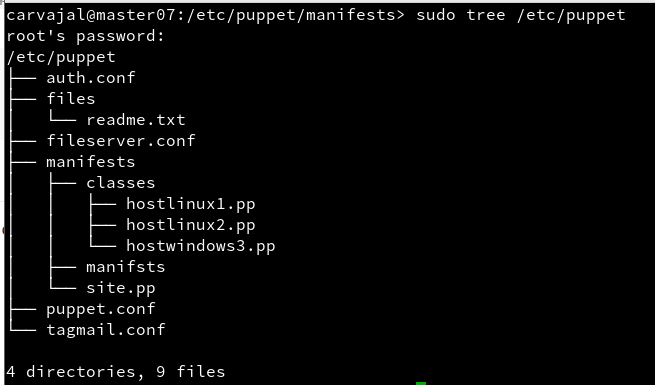 carvajal@master07:/etc/puppet/manifests> sudo tree /etc/puppet
root's password:
/etc/puppet
├── auth.conf
├── files
│   └── readme.txt
├── fileserver.conf
├── manifests
│   ├── classes
│   │   ├── hostlinux1.pp
│   │   ├── hostlinux2.pp
│   │   └── hostwindows3.pp
│   ├── manifsts
│   └── site.pp
├── puppet.conf
└── tagmail.conf
4 directories, 9 files